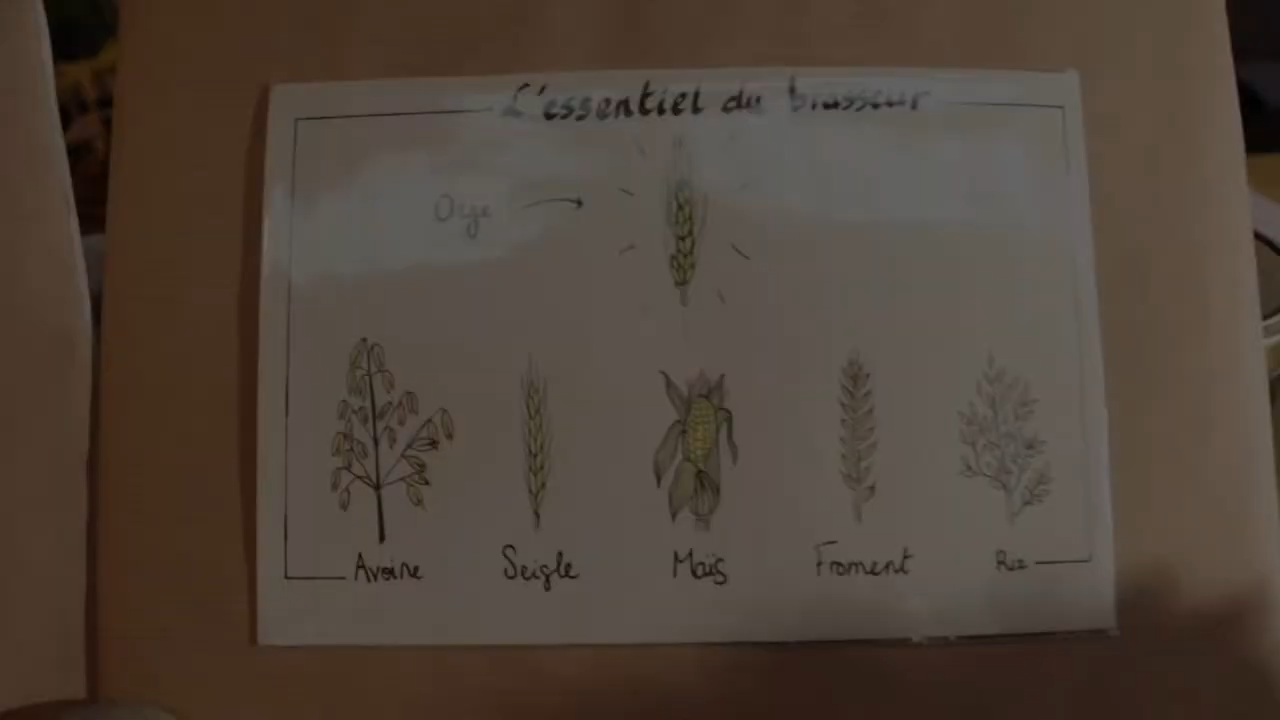 L'essentiel du brasseur
Orge
Avoine
Seigle
Maïs
Froment
Riz